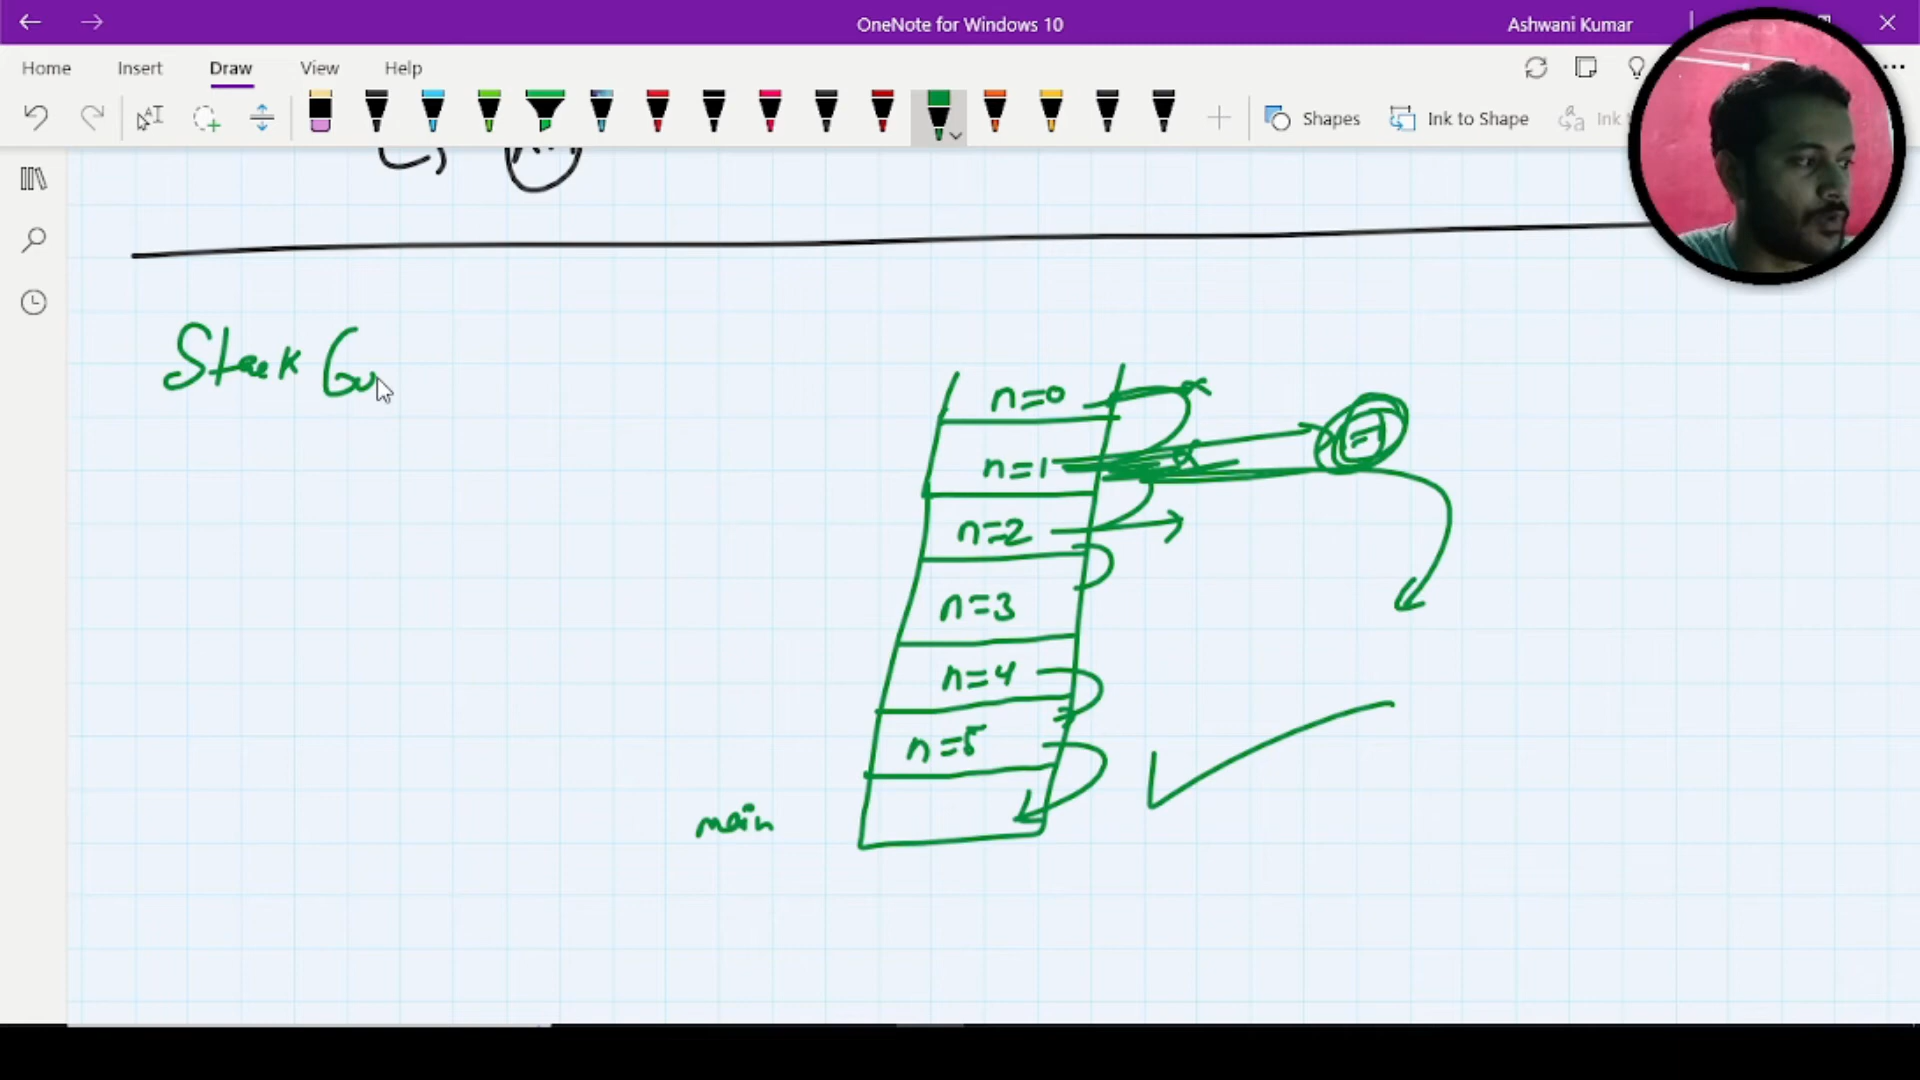 OneNote for Windows 10
Ashwani Kumar
Home Insert Draw View Help
Shapes Ink to Shape Ink
Stack
n=0
n=1
n=2
n=3
n=4
n=5
main